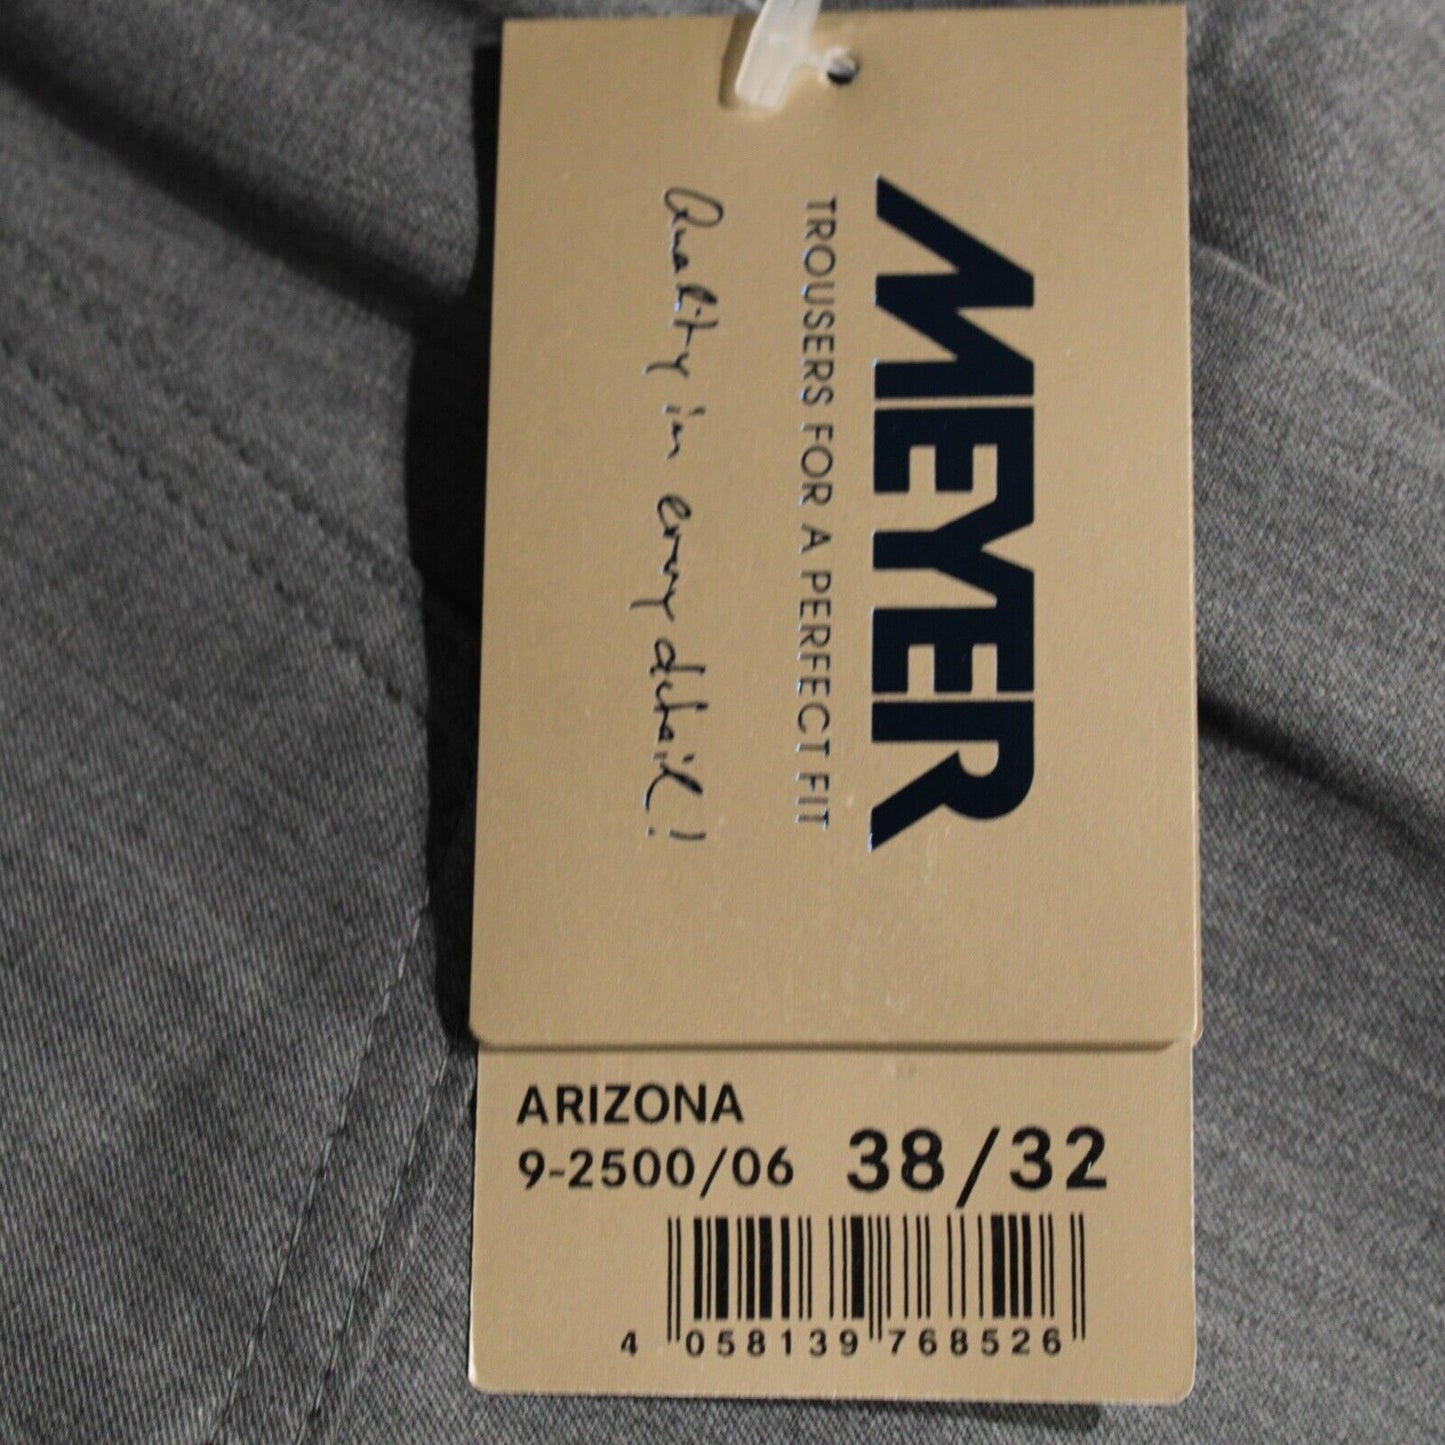 MEYER
TROUSERS FOR A PERFECT FIT
Quality in every detail!
ARIZONA
9-2500/06 38/32
4 058139 768526